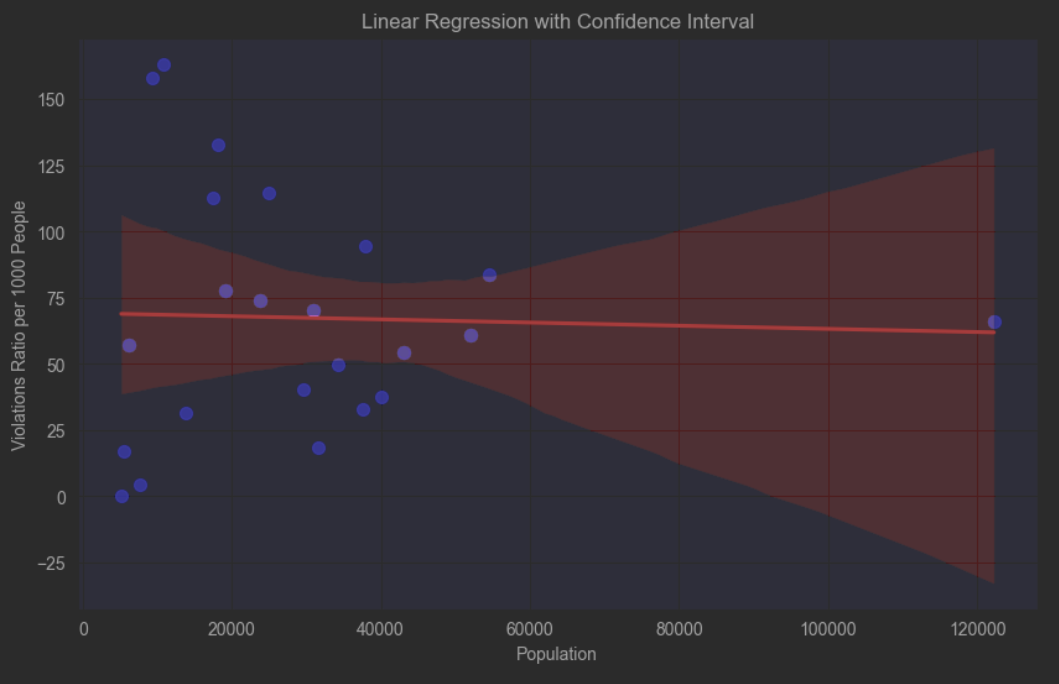 Linear Regression with Confidence Interval
150
125
100
75
50
25
0
−25
Violations Ratio per 1000 People
0 20000 40000 60000 80000 100000 120000
Population